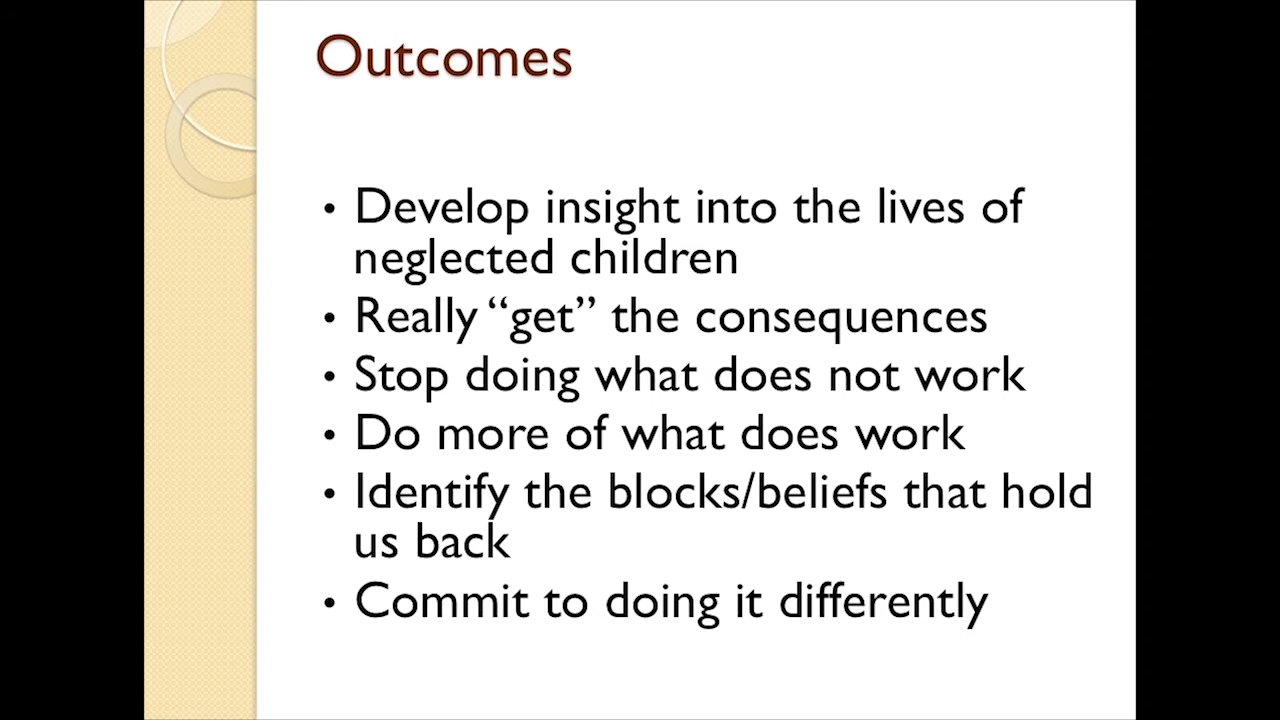 Outcomes
• Develop insight into the lives of
neglected children
• Really “get” the consequences
• Stop doing what does not work
• Do more of what does work
• Identify the blocks/beliefs that hold
us back
• Commit to doing it differently